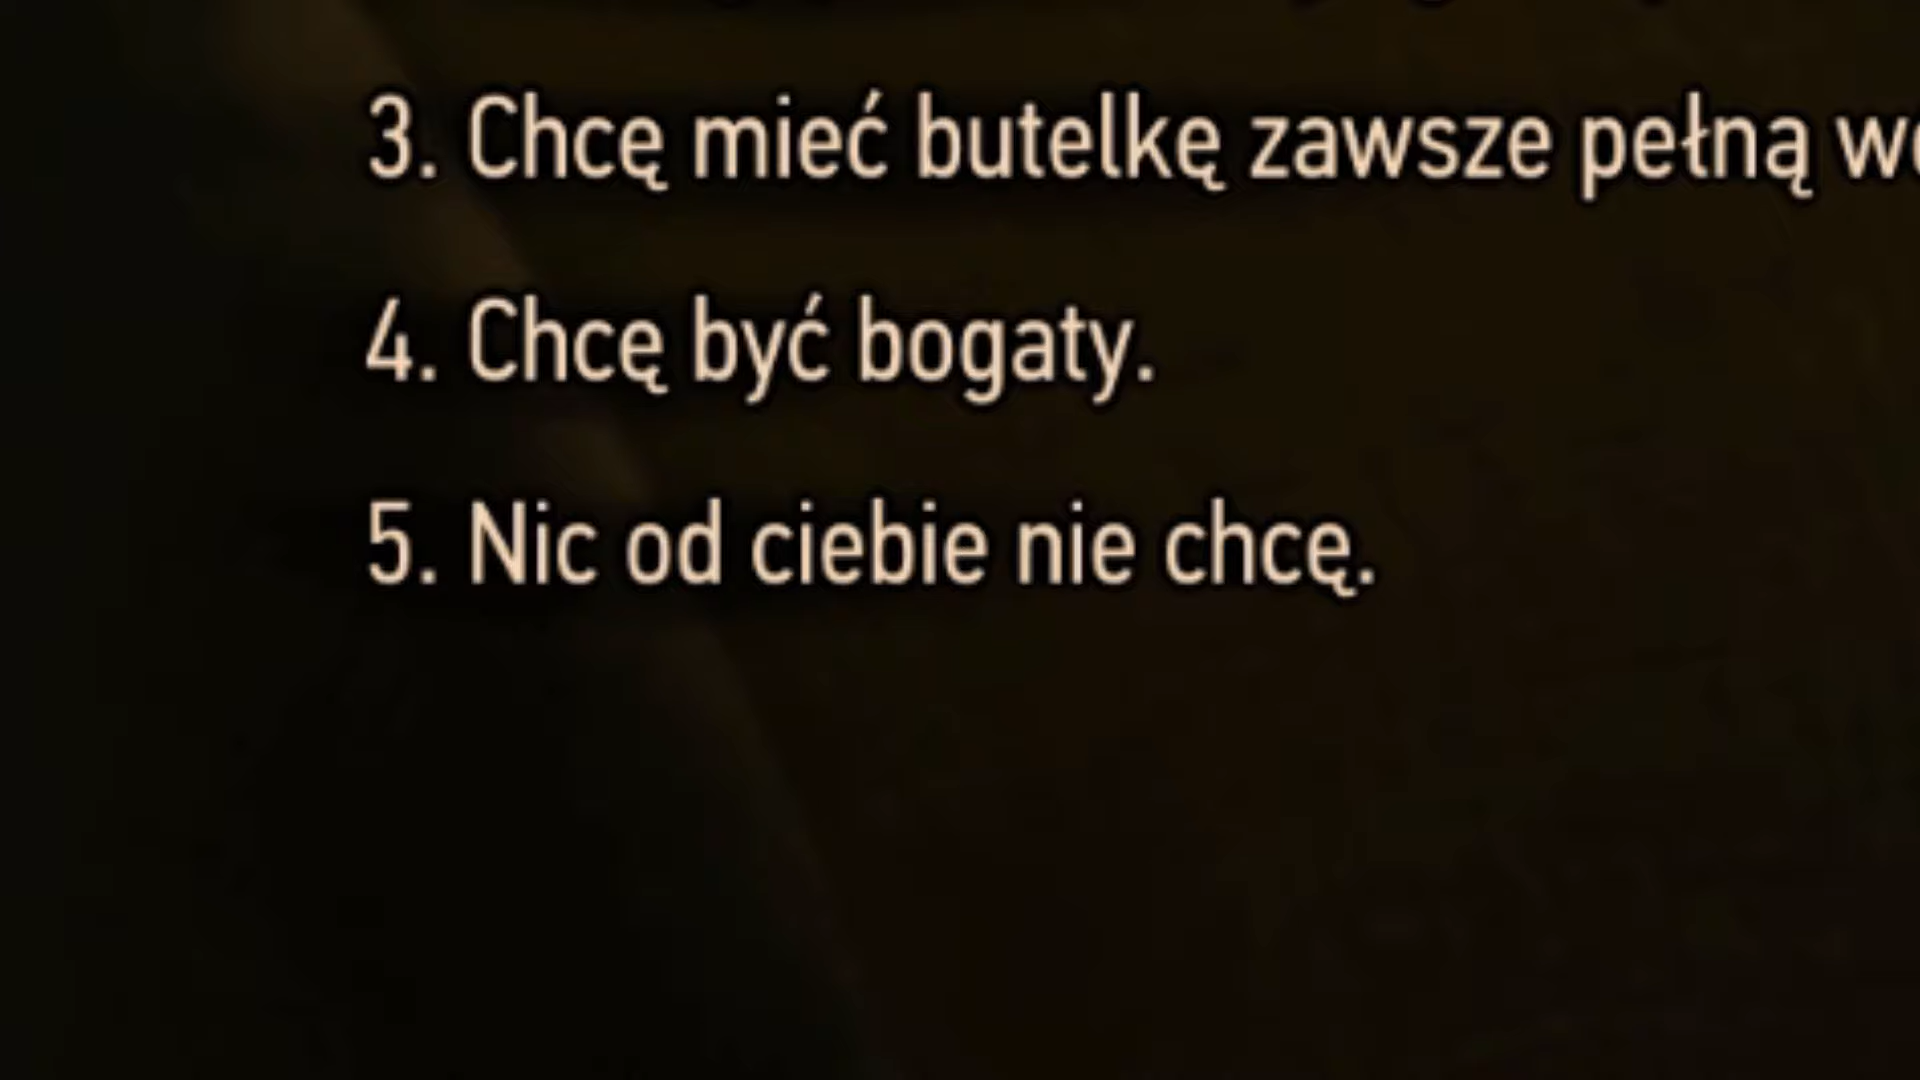 3. Chcę mieć butelkę zawsze pełną
4. Chcę być bogaty.
5. Nic od ciebie nie chcę.